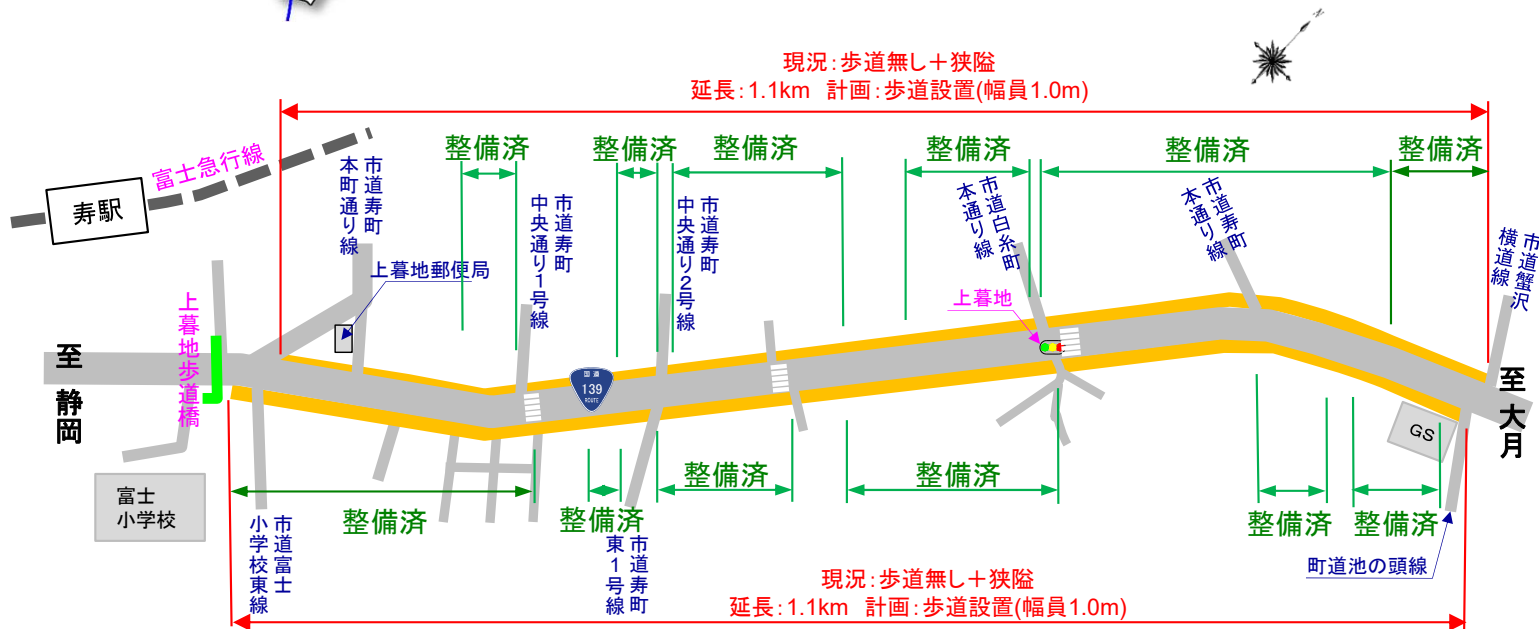 N
現況:歩道無し+狭隘
延長:1.1km 計画:歩道設置(幅員1.0m)
整備済
整備済
整備済
整備済
整備済
整備済
富士急行線
寿駅
市道寿町
本町通り線
上暮地郵便局
市道寿町
中央通り1号線
市道寿町
中央通り2号線
市道白糸町
本通り線
市道寿町
本通り線
市道蟹沢
横道線
上暮地
上暮地歩道橋
至 静岡
国道
139
ROUTE
至 大月
GS
富士
小学校
整備済
整備済
整備済
整備済
整備済
整備済
市道富士
小学校東線
市道寿町
東1号線
町道池の頭線
現況:歩道無し+狭隘
延長:1.1km 計画:歩道設置(幅員1.0m)